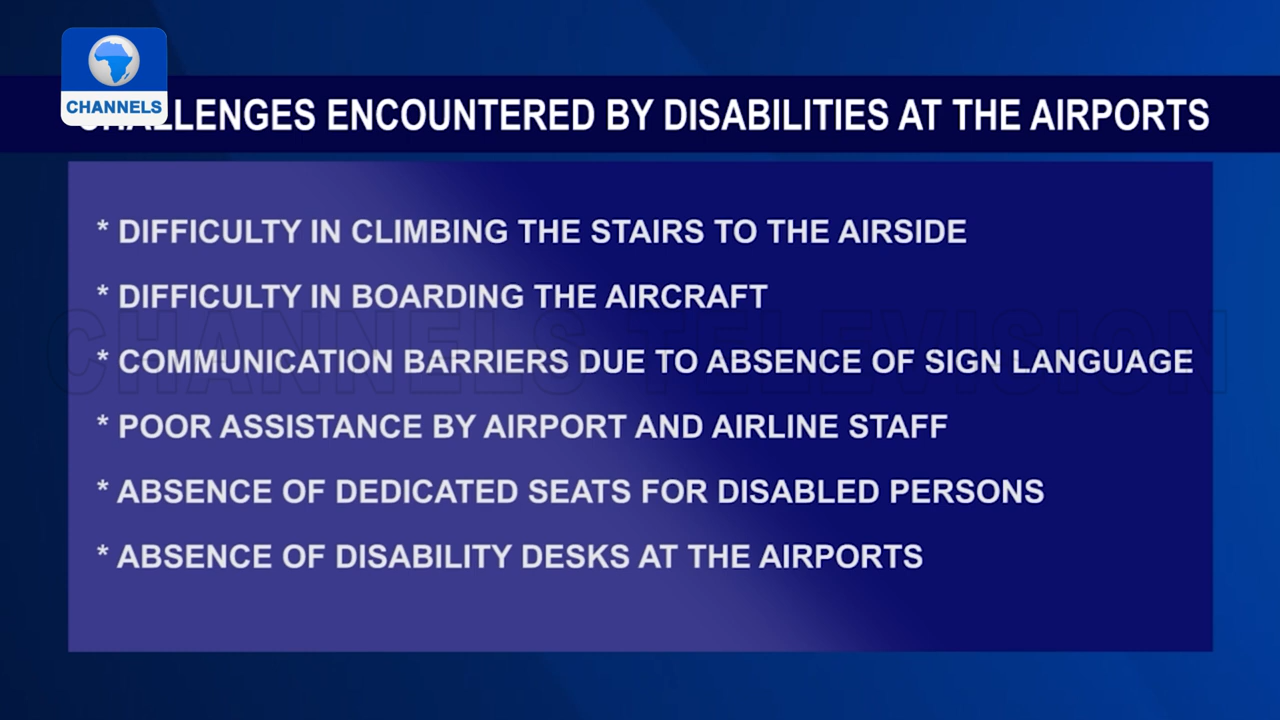 CHANNELS
CHALLENGES ENCOUNTERED BY DISABILITIES AT THE AIRPORTS
* DIFFICULTY IN CLIMBING THE STAIRS TO THE AIRSIDE
* DIFFICULTY IN BOARDING THE AIRCRAFT
* COMMUNICATION BARRIERS DUE TO ABSENCE OF SIGN LANGUAGE
CHANNELS TELEVISION
* POOR ASSISTANCE BY AIRPORT AND AIRLINE STAFF
* ABSENCE OF DEDICATED SEATS FOR DISABLED PERSONS
* ABSENCE OF DISABILITY DESKS AT THE AIRPORTS